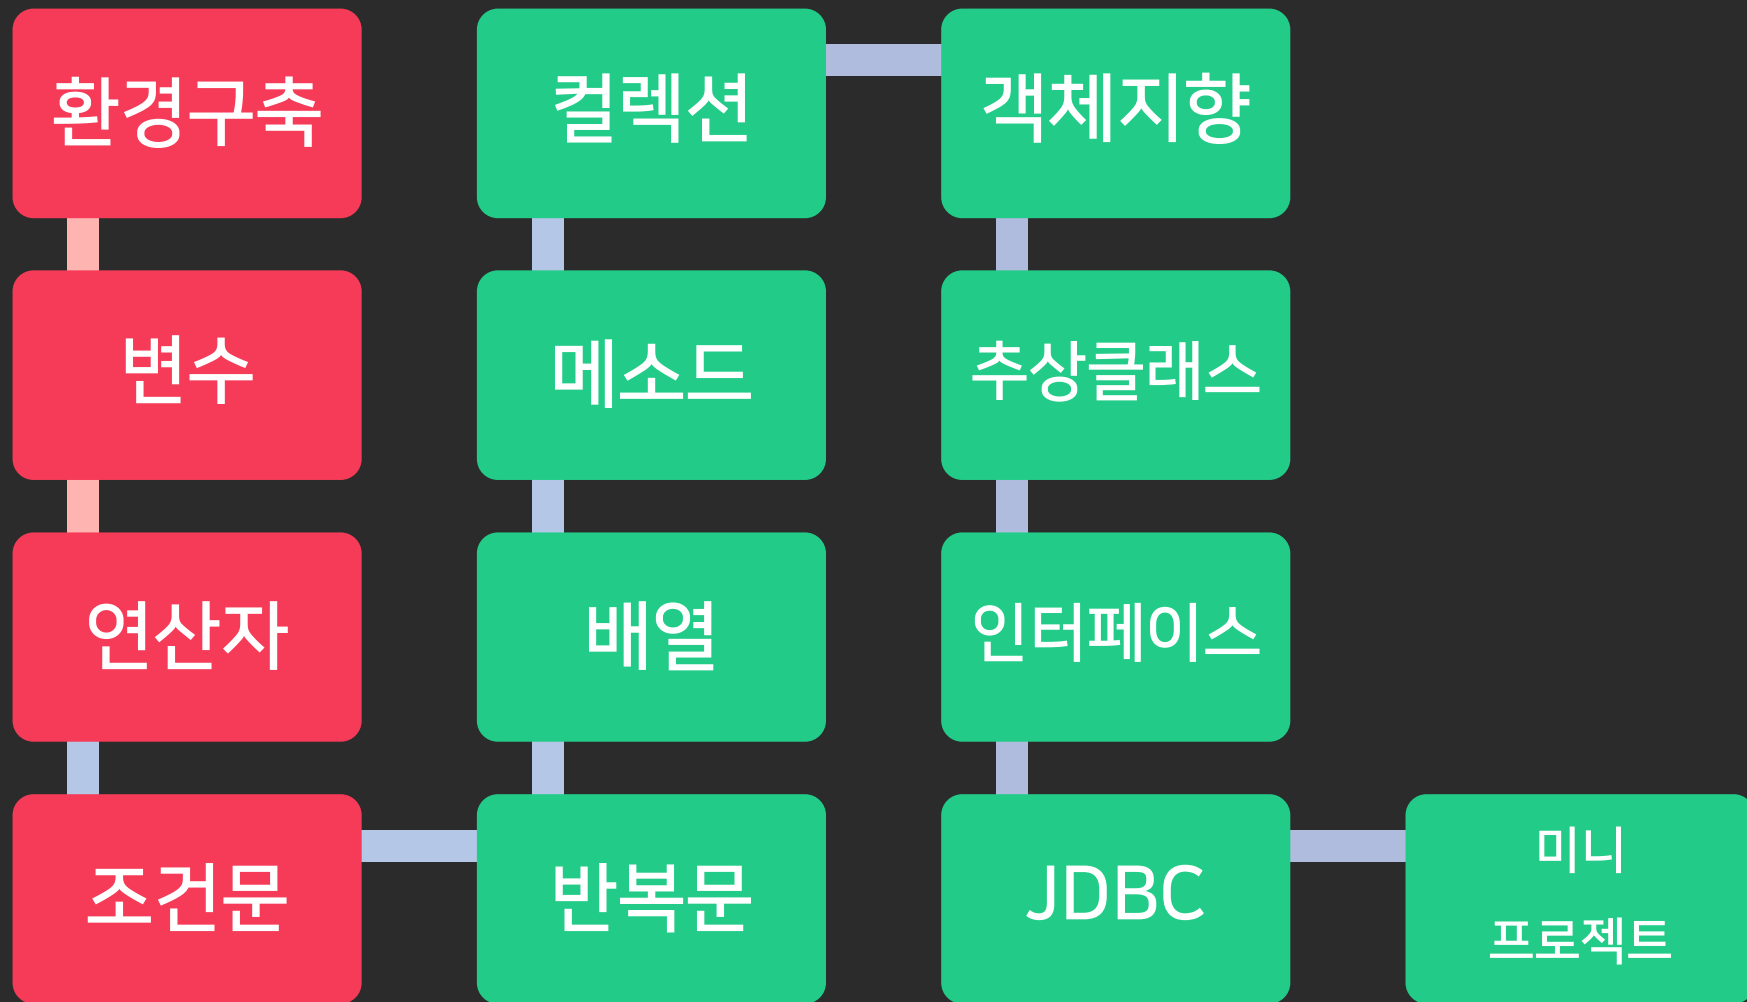 환경구축
변수
연산자
조건문
컬렉션
메소드
배열
반복문
객체지향
추상클래스
인터페이스
JDBC
미니
프로젝트